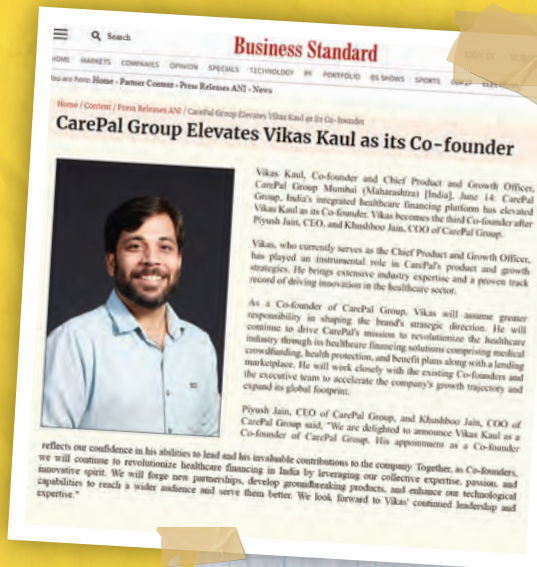 Search
Business Standard
HOME MARKETS COMPANIES OPINION SPECIALS TECHNOLOGY PF PORTFOLIO BS SHOWS SPORTS
You are here: Home - Partner Content - Press Releases ANI - News
Home / Content / Press Releases ANI / CarePal Group Elevates Vikas Kaul as its Co-founder
CarePal Group Elevates Vikas Kaul as its Co-founder
Vikas Kaul, Co-founder and Chief Product and Growth Officer,
CarePal Group Mumbai (Maharashtra) [India], June 14: CarePal
Group, India's integrated healthcare financing platform has elevated
Vikas Kaul as its Co-founder. Vikas becomes the third Co-founder after
Piyush Jain, CEO, and Khushboo Jain, COO of CarePal Group.
Vikas, who currently serves as the Chief Product and Growth Officer,
has played an instrumental role in CarePal's product and growth
strategies. He brings extensive industry expertise and a proven track
record of driving innovation in the healthcare sector.
As a Co-founder of CarePal Group, Vikas will assume greater
responsibility in shaping the brand's strategic direction. He will
continue to drive CarePal's mission to revolutionize the healthcare
industry through its healthcare financing solutions comprising medical
crowdfunding, health protection, and benefit plans along with a lending
marketplace. He will work closely with the existing Co-founders and
the executive team to accelerate the company's growth trajectory and
expand its global footprint.
Piyush Jain, CEO of CarePal Group, and Khushboo Jain, COO of
CarePal Group said, "We are delighted to announce Vikas Kaul as a
Co-founder of CarePal Group. His appointment as a Co-founder
reflects our confidence in his abilities to lead and his invaluable contributions to the company Together, as Co-founders,
we will continue to revolutionize healthcare financing in India by leveraging our collective expertise, passion, and
innovative spirit. We will forge new partnerships, develop groundbreaking products, and enhance our technological
capabilities to reach a wider audience and serve them better. We look forward to Vikas' continued leadership and
expertise."